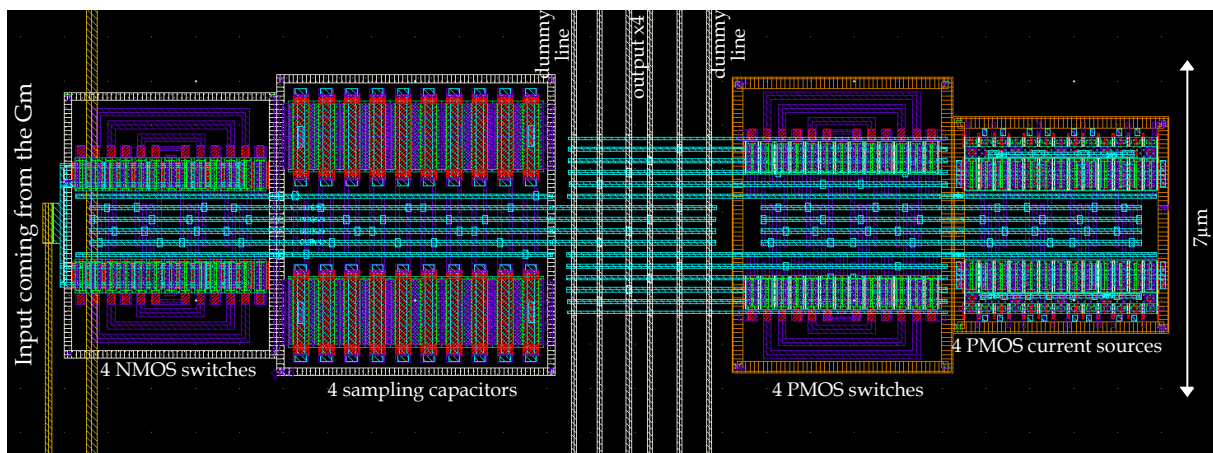 Input coming from the Gm
4 NMOS switches
4 sampling capacitors
dummy
line
output x4
dummy
line
4 PMOS switches
4 PMOS current sources
7µm